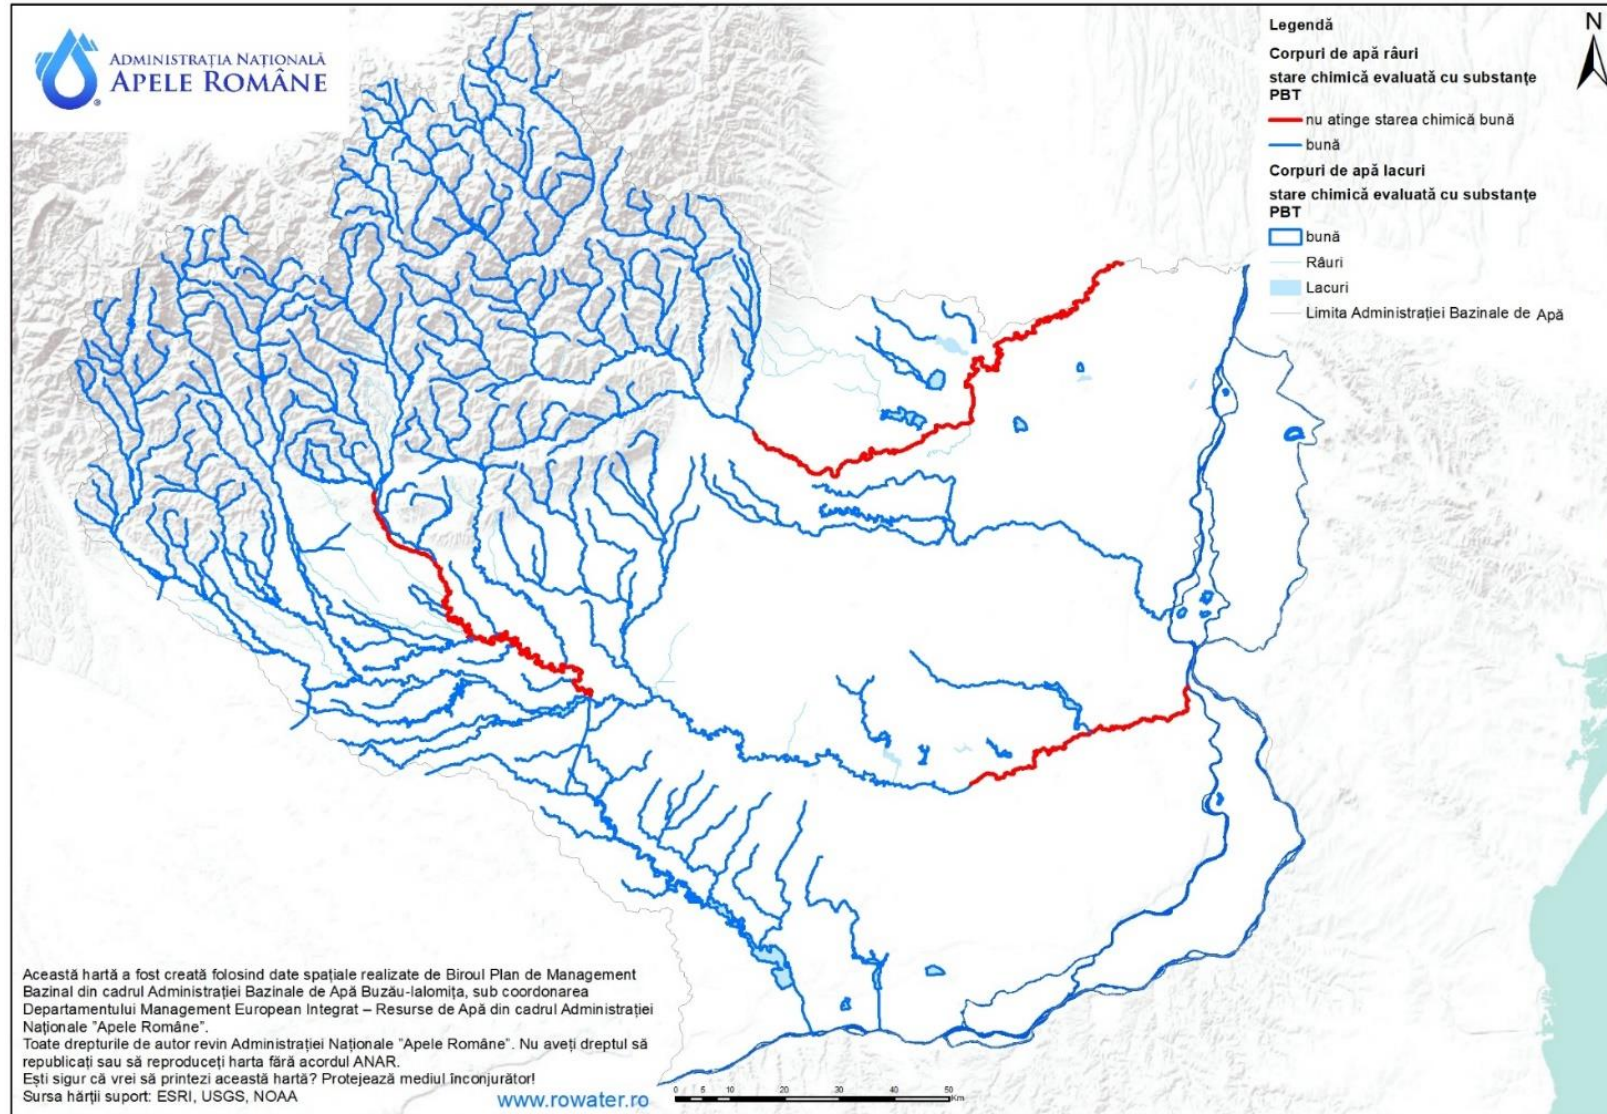 ADMINISTRAȚIA NAȚIONALĂ
APELE ROMÂNE
®
N
Legendă
Corpuri de apă râuri
stare chimică evaluată cu substanțe
PBT
nu atinge starea chimică bună
bună
Corpuri de apă lacuri
stare chimică evaluată cu substanțe
PBT
bună
Râuri
Lacuri
Limita Administrației Bazinale de Apă
Această hartă a fost creată folosind date spațiale realizate de Biroul Plan de Management
Bazinal din cadrul Administrației Bazinale de Apă Buzău-Ialomița, sub coordonarea
Departamentului Management European Integrat – Resurse de Apă din cadrul Administrației
Naționale "Apele Române".
Toate drepturile de autor revin Administrației Naționale "Apele Române". Nu aveți dreptul să
republicați sau să reproduceți harta fără acordul ANAR.
Ești sigur că vrei să printezi această hartă? Protejează mediul înconjurător!
Sursa hărții suport: ESRI, USGS, NOAA
www.rowater.ro
0 5 10 20 30 40 50
Km